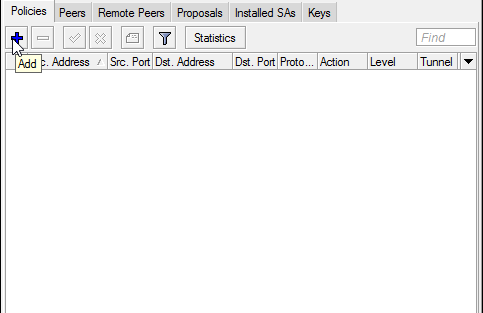 Policies Peers Remote Peers Proposals Installed SAs Keys
Statistics Find
Add c. Address / Src. Port Dst. Address Dst. Port Proto... Action Level Tunnel